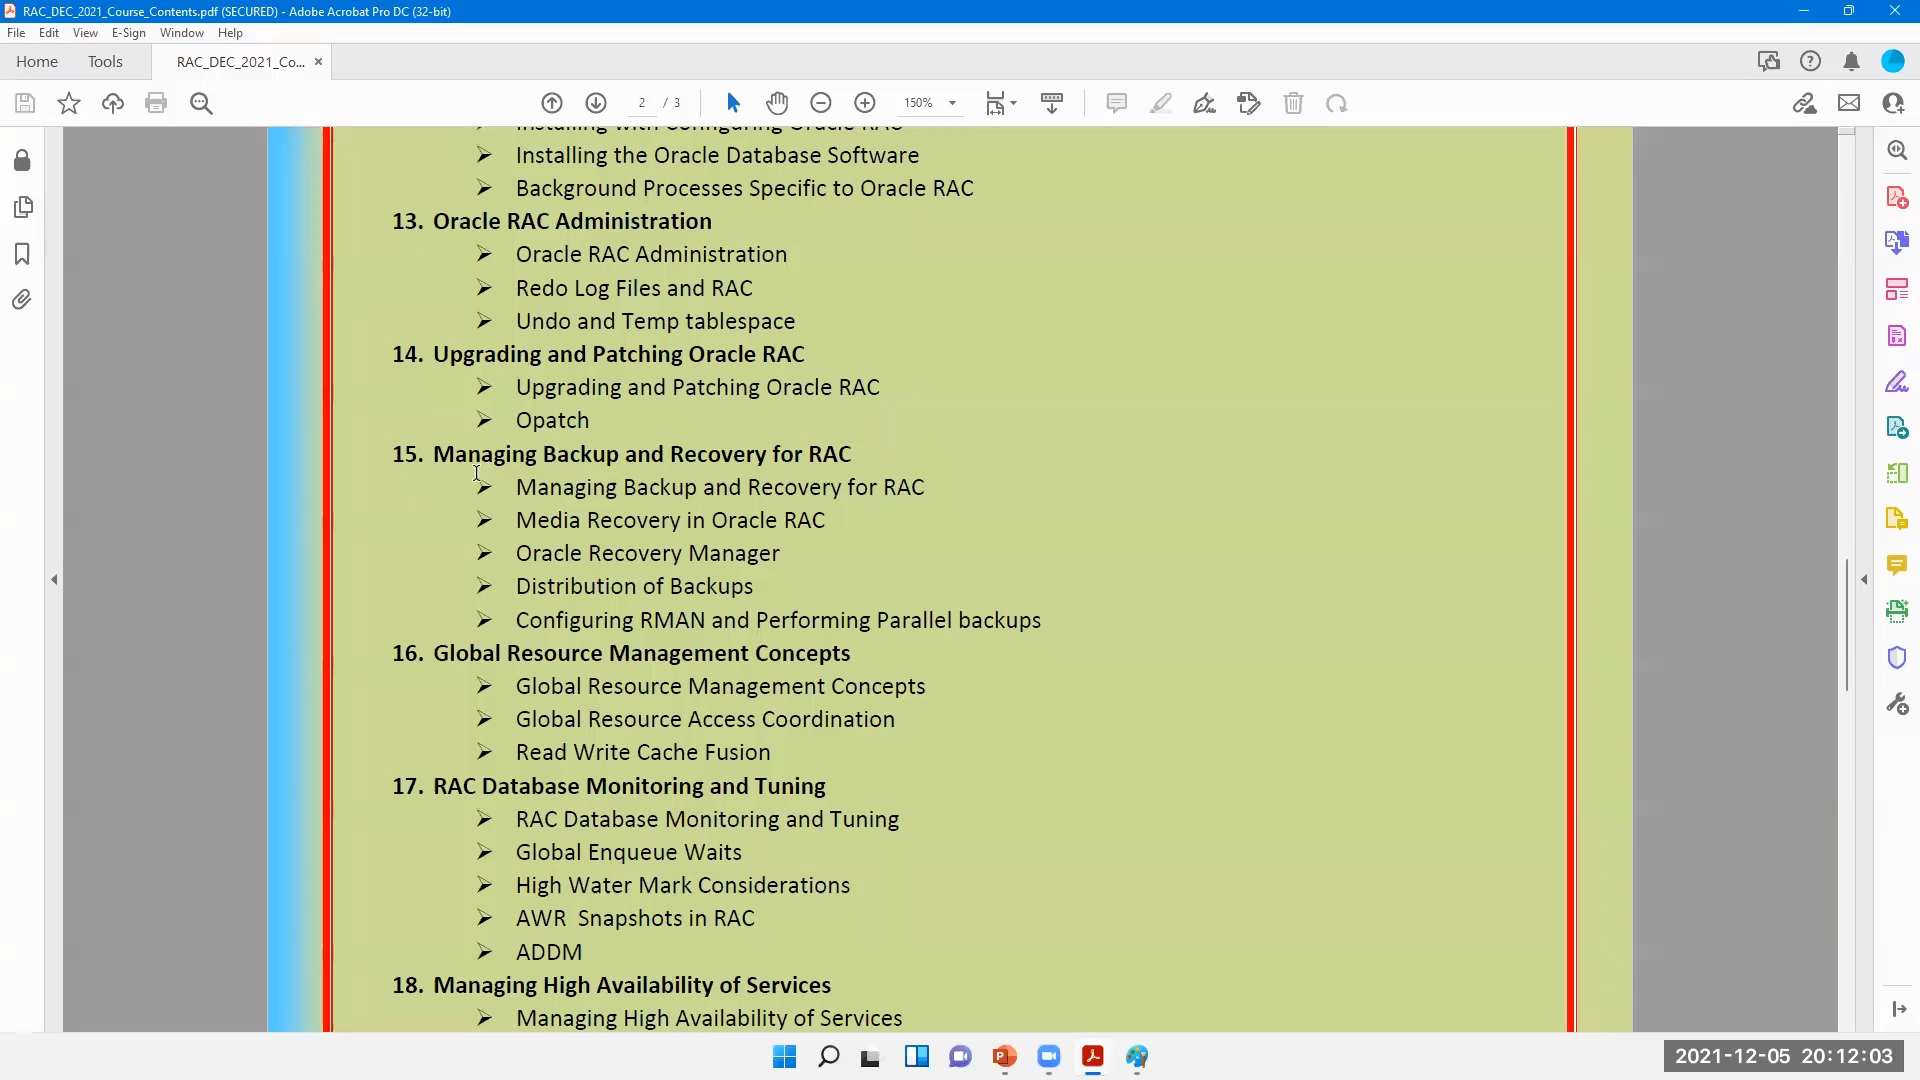 RAC_DEC_2021_Course_Contents.pdf (SECURED) - Adobe Acrobat Pro DC (32-bit)
File Edit View E-Sign Window Help
Home Tools RAC_DEC_2021_Co... ×
2 / 3 150%
Installing with Configuring Oracle RAC
➢ Installing the Oracle Database Software
➢ Background Processes Specific to Oracle RAC
13. Oracle RAC Administration
➢ Oracle RAC Administration
➢ Redo Log Files and RAC
➢ Undo and Temp tablespace
14. Upgrading and Patching Oracle RAC
➢ Upgrading and Patching Oracle RAC
➢ Opatch
15. Managing Backup and Recovery for RAC
➢ Managing Backup and Recovery for RAC
➢ Media Recovery in Oracle RAC
➢ Oracle Recovery Manager
➢ Distribution of Backups
➢ Configuring RMAN and Performing Parallel backups
16. Global Resource Management Concepts
➢ Global Resource Management Concepts
➢ Global Resource Access Coordination
➢ Read Write Cache Fusion
17. RAC Database Monitoring and Tuning
➢ RAC Database Monitoring and Tuning
➢ Global Enqueue Waits
➢ High Water Mark Considerations
➢ AWR  Snapshots in RAC
➢ ADDM
18. Managing High Availability of Services
➢ Managing High Availability of Services
2021-12-05 20:12:03